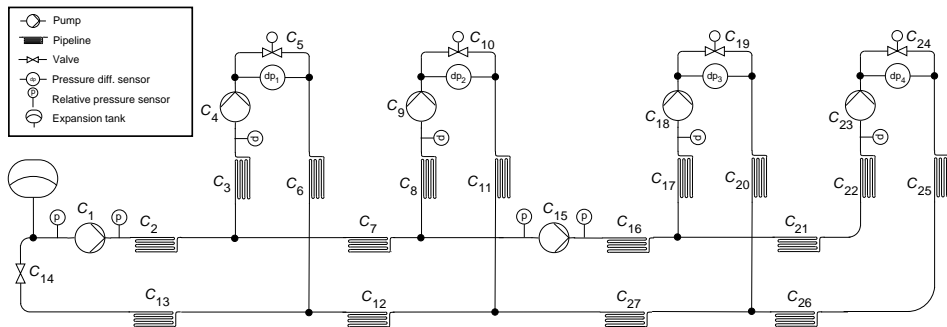 Pump
Pipeline
Valve
dp Pressure diff. sensor
p Relative pressure sensor
Expansion tank
C5 C10 C19 C24
dp1 dp2 dp3 dp4
C4 C9 C18 C23
p p p p
C3 C6 C8 C11 C17 C20 C22 C25
p C1 p C2 C7 p C15 p C16 C21
C14
C13 C12 C27 C26